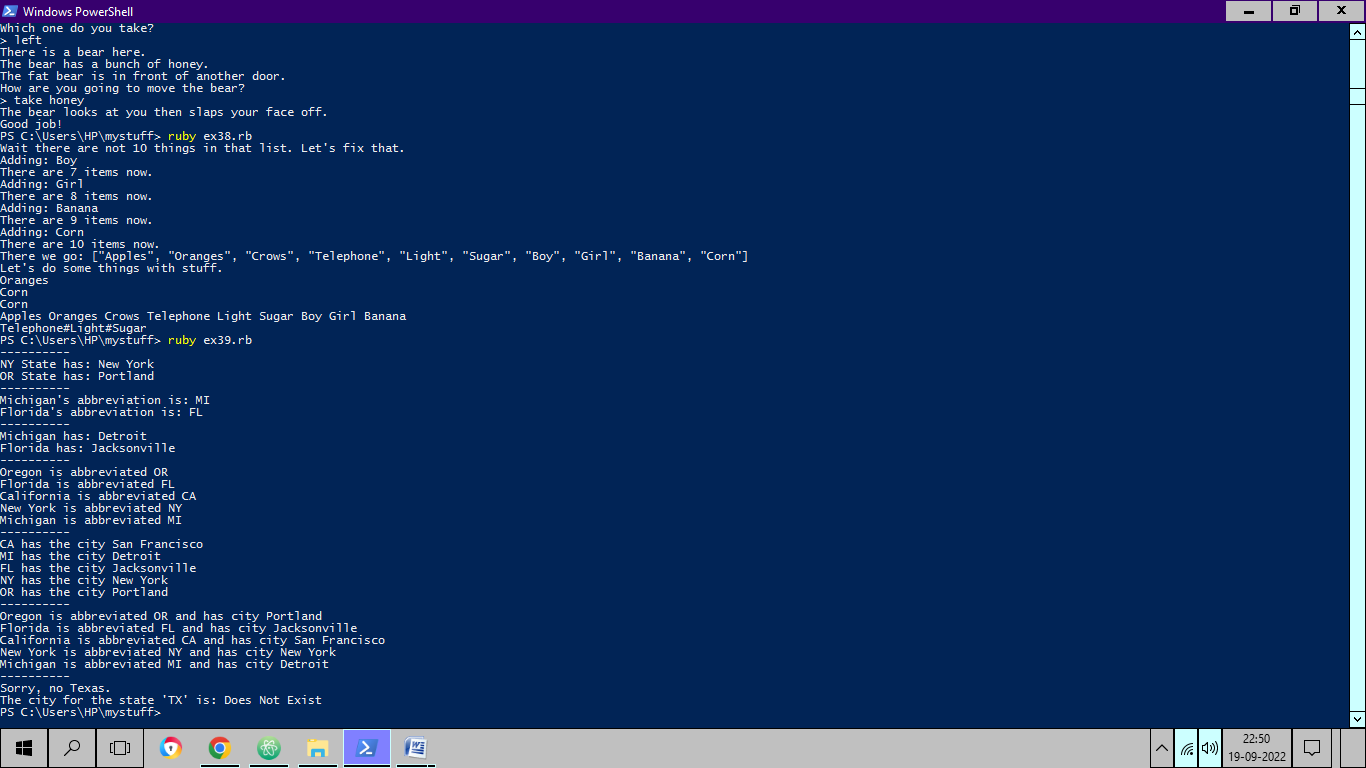 Windows PowerShell
Which one do you take?
> left
There is a bear here.
The bear has a bunch of honey.
The fat bear is in front of another door.
How are you going to move the bear?
> take honey
The bear looks at you then slaps your face off.
Good job!
PS C:\Users\HP\mystuff> ruby ex38.rb
Wait there are not 10 things in that list. Let's fix that.
Adding: Boy
There are 7 items now.
Adding: Girl
There are 8 items now.
Adding: Banana
There are 9 items now.
Adding: Corn
There are 10 items now.
There we go: ["Apples", "Oranges", "Crows", "Telephone", "Light", "Sugar", "Boy", "Girl", "Banana", "Corn"]
Let's do some things with stuff.
Oranges
Corn
Corn
Apples Oranges Crows Telephone Light Sugar Boy Girl Banana
Telephone#Light#Sugar
PS C:\Users\HP\mystuff> ruby ex39.rb
----------
NY State has: New York
OR State has: Portland
----------
Michigan's abbreviation is: MI
Florida's abbreviation is: FL
----------
Michigan has: Detroit
Florida has: Jacksonville
----------
Oregon is abbreviated OR
Florida is abbreviated FL
California is abbreviated CA
New York is abbreviated NY
Michigan is abbreviated MI
----------
CA has the city San Francisco
MI has the city Detroit
FL has the city Jacksonville
NY has the city New York
OR has the city Portland
----------
Oregon is abbreviated OR and has city Portland
Florida is abbreviated FL and has city Jacksonville
California is abbreviated CA and has city San Francisco
New York is abbreviated NY and has city New York
Michigan is abbreviated MI and has city Detroit
----------
Sorry, no Texas.
The city for the state 'TX' is: Does Not Exist
PS C:\Users\HP\mystuff>
22:50
19-09-2022